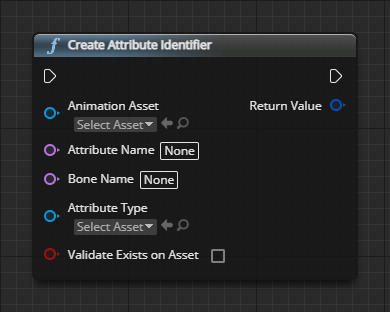 Create Attribute Identifier
Animation Asset
Return Value
Select Asset
Attribute Name None
Bone Name None
Attribute Type
Select Asset
Validate Exists on Asset